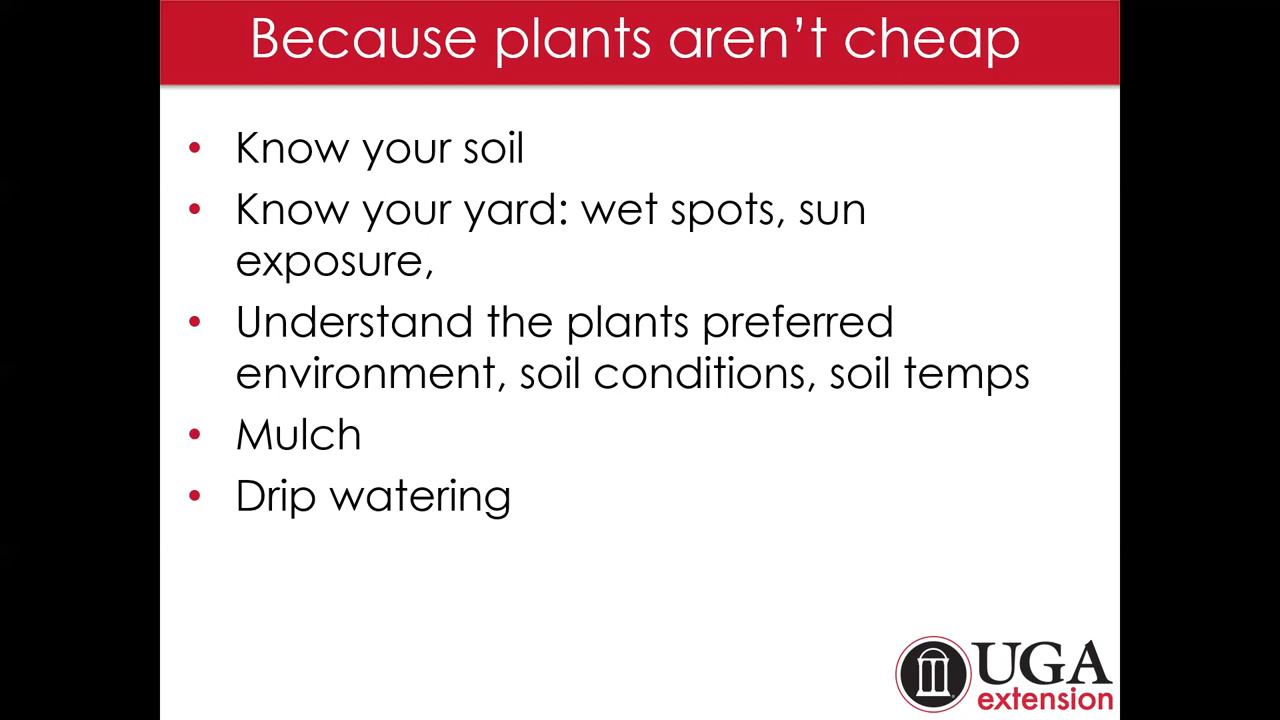 Because plants aren’t cheap
• Know your soil
• Know your yard: wet spots, sun
exposure,
• Understand the plants preferred
environment, soil conditions, soil temps
• Mulch
• Drip watering
UGA
extension